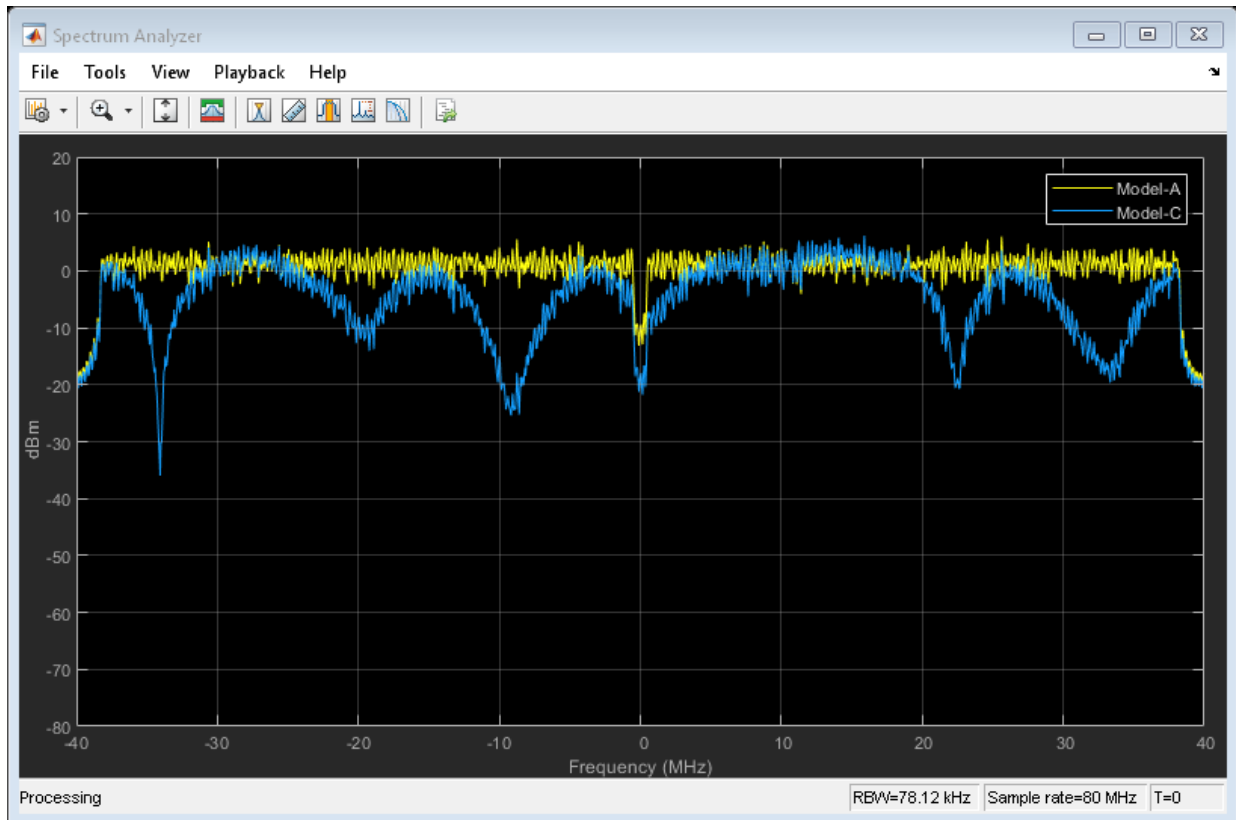 Spectrum Analyzer
File Tools View Playback Help
20
10
0
-10
-20
-30
-40
-50
-60
-70
-80
dBm
Model-A
Model-C
-40 -30 -20 -10 0 10 20 30 40
Frequency (MHz)
Processing RBW=78.12 kHz Sample rate=80 MHz T=0